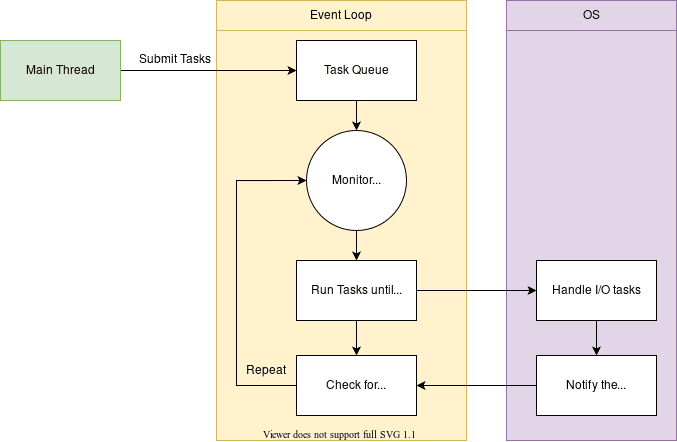 Event Loop
OS
Main Thread
Submit Tasks
Task Queue
Monitor...
Run Tasks until...
Handle I/O tasks
Repeat
Check for...
Notify the...
Viewer does not support full SVG 1.1